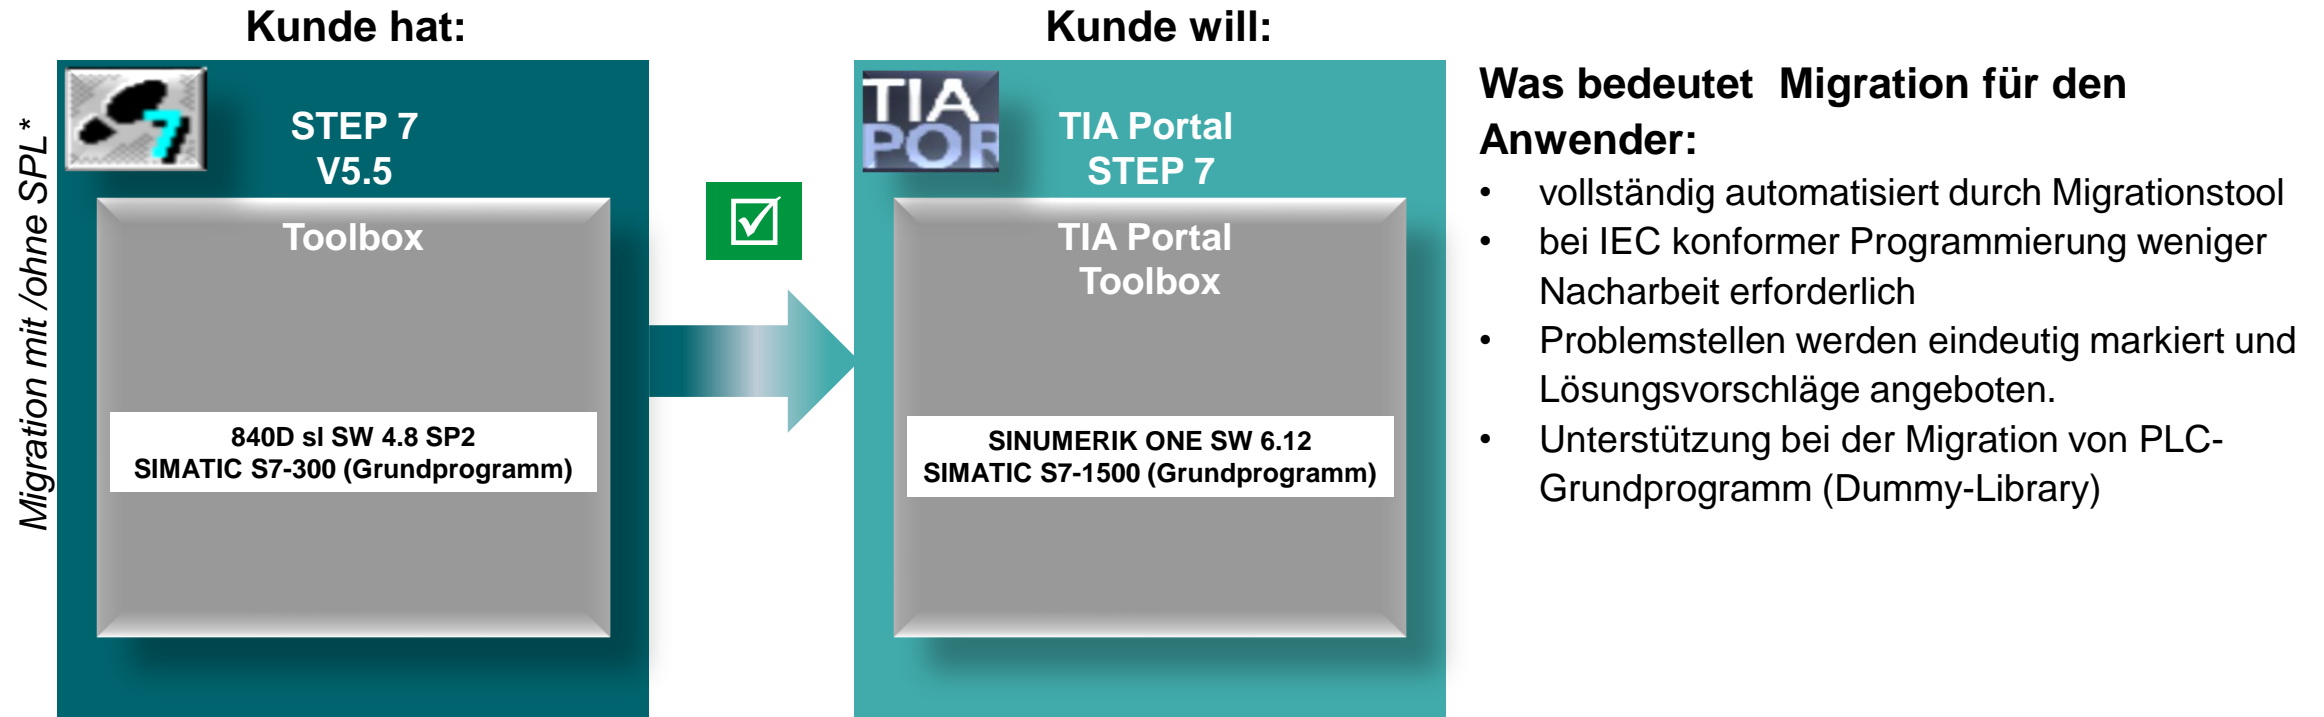 Kunde hat:
Kunde will:
Migration mit /ohne SPL*
7
STEP 7
V5.5
Toolbox
840D sl SW 4.8 SP2
SIMATIC S7-300 (Grundprogramm)
TIA
POR
TIA Portal
STEP 7
TIA Portal
Toolbox
SINUMERIK ONE SW 6.12
SIMATIC S7-1500 (Grundprogramm)
Was bedeutet  Migration für den
Anwender:
• vollständig automatisiert durch Migrationstool
• bei IEC konformer Programmierung weniger
Nacharbeit erforderlich
• Problemstellen werden eindeutig markiert und
Lösungsvorschläge angeboten.
• Unterstützung bei der Migration von PLC-
Grundprogramm (Dummy-Library)